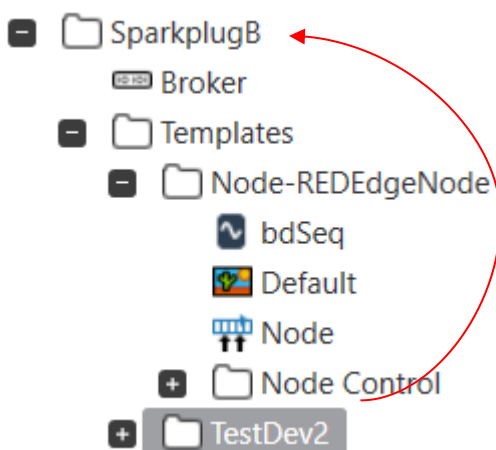 SparkplugB
Broker
Templates
Node-REDEdgeNode
bdSeq
Default
Node
Node Control
TestDev2